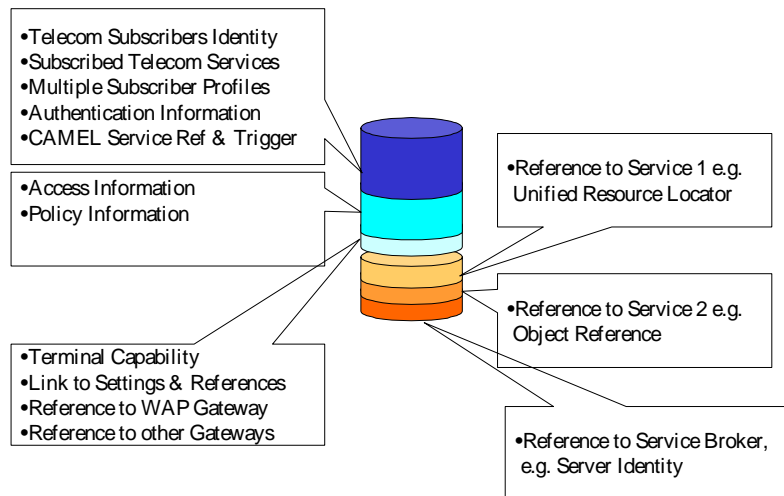 •Telecom Subscribers Identity
•Subscribed Telecom Services
•Multiple Subscriber Profiles
•Authentication Information
•CAMEL Service Ref & Trigger
•Access Information
•Policy Information
•Terminal Capability
•Link to Settings & References
•Reference to WAP Gateway
•Reference to other Gateways
•Reference to Service 1 e.g.
Unified Resource Locator
•Reference to Service 2 e.g.
Object Reference
•Reference to Service Broker,
e.g. Server Identity